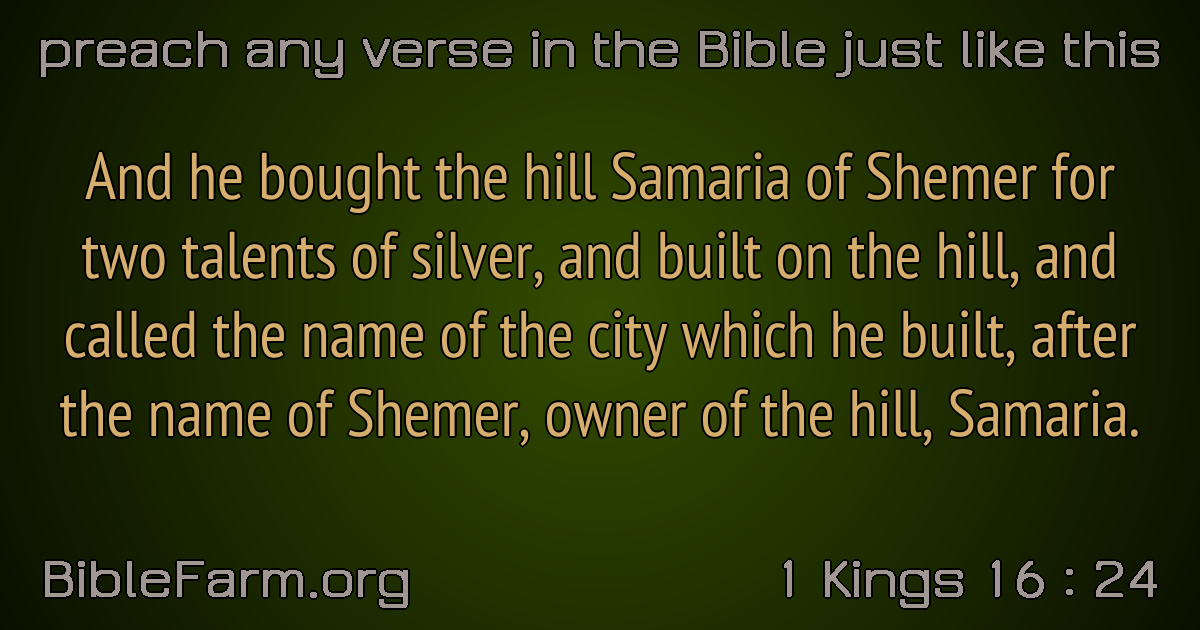 preach any verse in the Bible just like this
And he bought the hill Samaria of Shemer for
two talents of silver, and built on the hill, and
called the name of the city which he built, after
the name of Shemer, owner of the hill, Samaria.
BibleFarm.org
1 Kings 16 : 24